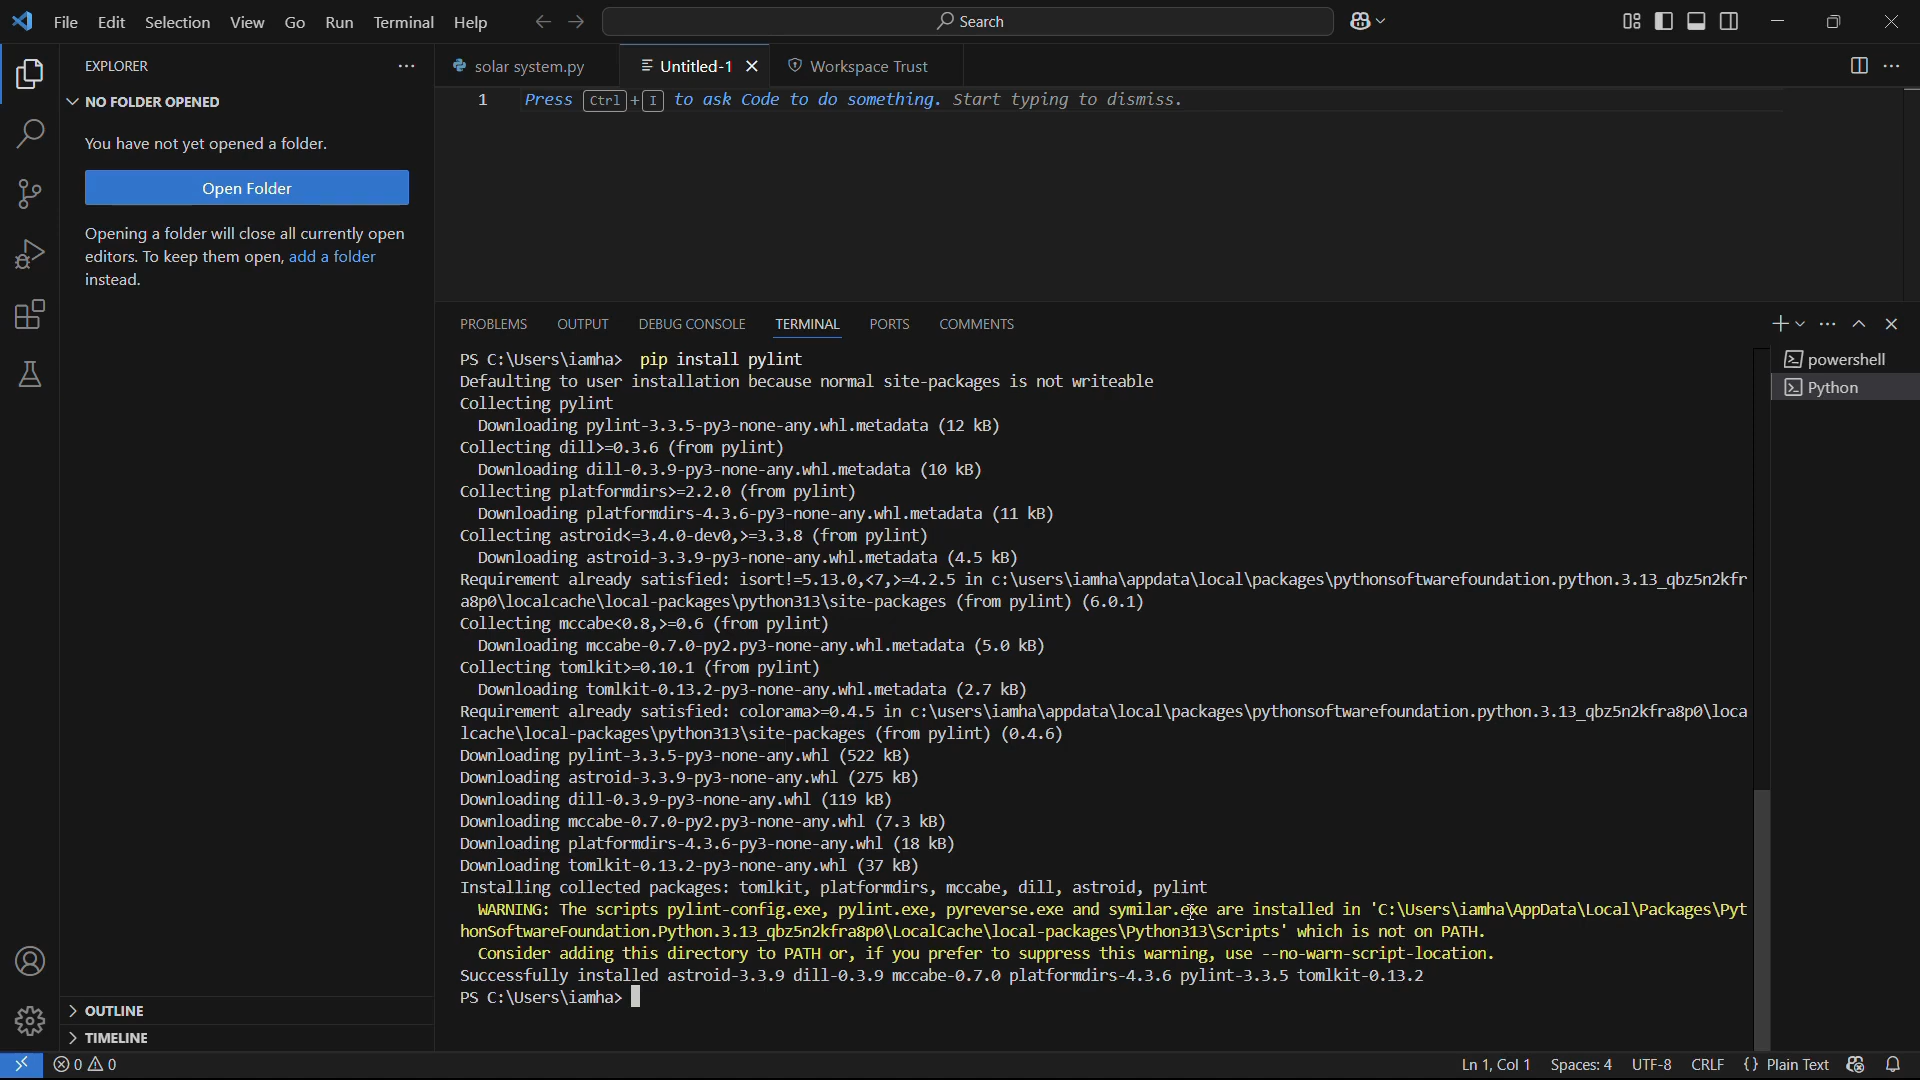 File Edit Selection View Go Run Terminal Help
Search
EXPLORER
solar system.py
Untitled-1
Workspace Trust
NO FOLDER OPENED
1 Press Ctrl + I to ask Code to do something. Start typing to dismiss.
You have not yet opened a folder.
Open Folder
Opening a folder will close all currently open
editors. To keep them open, add a folder
instead.
PROBLEMS OUTPUT DEBUG CONSOLE TERMINAL PORTS COMMENTS
powershell
Python
PS C:\Users\iamha> pip install pylint
Defaulting to user installation because normal site-packages is not writeable
Collecting pylint
Downloading pylint-3.3.5-py3-none-any.whl.metadata (12 kB)
Collecting dill>=0.3.6 (from pylint)
Downloading dill-0.3.9-py3-none-any.whl.metadata (10 kB)
Collecting platformdirs>=2.2.0 (from pylint)
Downloading platformdirs-4.3.6-py3-none-any.whl.metadata (11 kB)
Collecting astroid<=3.4.0-dev0,>=3.3.8 (from pylint)
Downloading astroid-3.3.9-py3-none-any.whl.metadata (4.5 kB)
Requirement already satisfied: isort!=5.13.0,<7,>=4.2.5 in c:\users\iamha\appdata\local\packages\pythonsoftwarefoundation.python.3.13_qbz5n2kfr
a8p0\localcache\local-packages\python313\site-packages (from pylint) (6.0.1)
Collecting mccabe<0.8,>=0.6 (from pylint)
Downloading mccabe-0.7.0-py2.py3-none-any.whl.metadata (5.0 kB)
Collecting tomlkit>=0.10.1 (from pylint)
Downloading tomlkit-0.13.2-py3-none-any.whl.metadata (2.7 kB)
Requirement already satisfied: colorama>=0.4.5 in c:\users\iamha\appdata\local\packages\pythonsoftwarefoundation.python.3.13_qbz5n2kfra8p0\loca
lcache\local-packages\python313\site-packages (from pylint) (0.4.6)
Downloading pylint-3.3.5-py3-none-any.whl (522 kB)
Downloading astroid-3.3.9-py3-none-any.whl (275 kB)
Downloading dill-0.3.9-py3-none-any.whl (119 kB)
Downloading mccabe-0.7.0-py2.py3-none-any.whl (7.3 kB)
Downloading platformdirs-4.3.6-py3-none-any.whl (18 kB)
Downloading tomlkit-0.13.2-py3-none-any.whl (37 kB)
Installing collected packages: tomlkit, platformdirs, mccabe, dill, astroid, pylint
WARNING: The scripts pylint-config.exe, pylint.exe, pyreverse.exe and symilar.exe are installed in 'C:\Users\iamha\AppData\Local\Packages\Pyt
honSoftwareFoundation.Python.3.13_qbz5n2kfra8p0\LocalCache\local-packages\Python313\Scripts' which is not on PATH.
Consider adding this directory to PATH or, if you prefer to suppress this warning, use --no-warn-script-location.
Successfully installed astroid-3.3.9 dill-0.3.9 mccabe-0.7.0 platformdirs-4.3.6 pylint-3.3.5 tomlkit-0.13.2
PS C:\Users\iamha>
OUTLINE
TIMELINE
0 0
Ln 1, Col 1 Spaces: 4 UTF-8 CRLF {} Plain Text